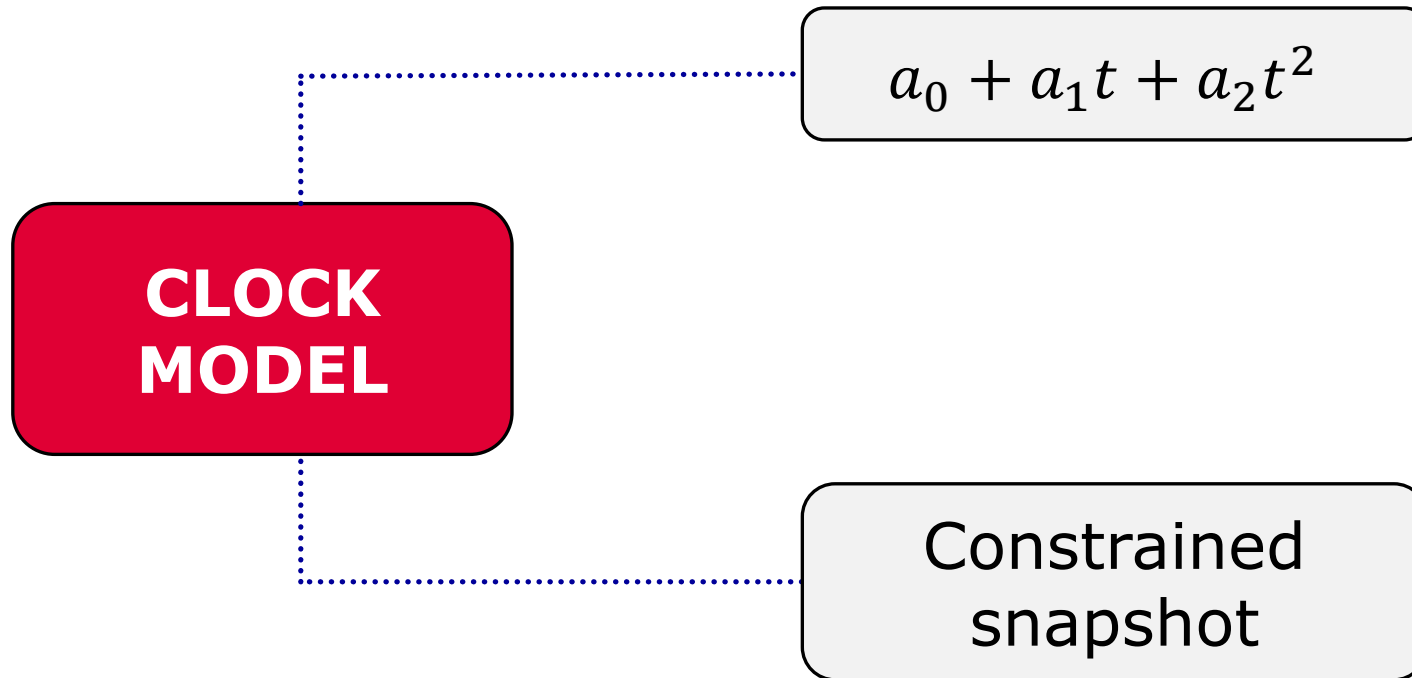 a₀ + a₁t + a₂t²
CLOCK
MODEL
Constrained
snapshot